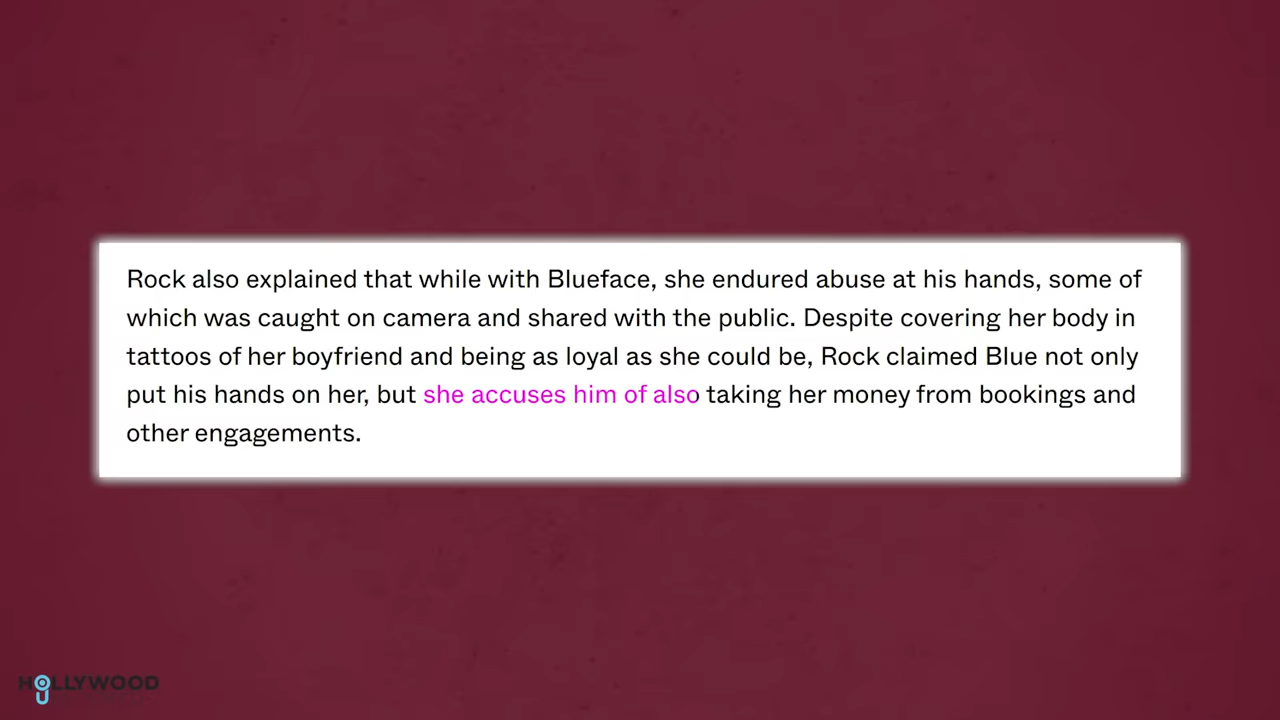 Rock also explained that while with Blueface, she endured abuse at his hands, some of
which was caught on camera and shared with the public. Despite covering her body in
tattoos of her boyfriend and being as loyal as she could be, Rock claimed Blue not only
put his hands on her, but she accuses him of also taking her money from bookings and
other engagements.
HOLLYWOOD